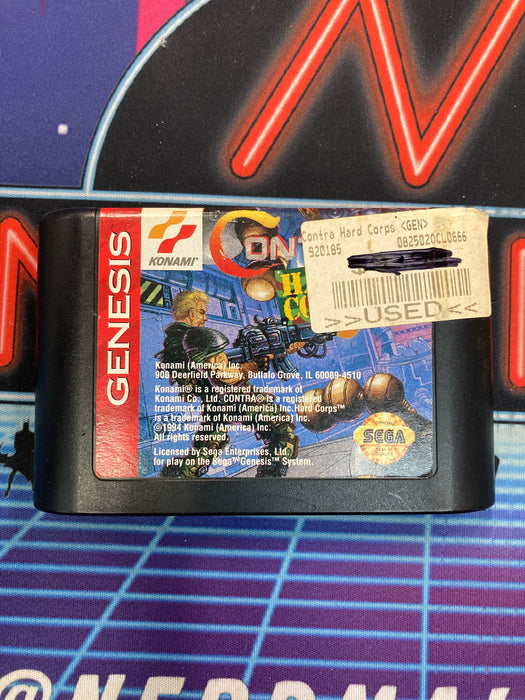 GENESIS
KONAMI
CON
H
CO
Contra Hard Corps <GEN>
920185 0825020CL0666
>>USED<<
Konami (America) Inc.
900 Deerfield Parkway, Buffalo Grove, IL 60089-4510
Konami® is a registered trademark of
Konami Co., Ltd. CONTRA® is a registered
trademark of Konami (America) Inc. Hard Corps™
is a trademark of Konami (America) Inc.
©1994 Konami (America) Inc.
All rights reserved.
Licensed by Sega Enterprises, Ltd.
for play on the Sega™ Genesis™ System.
SEGA